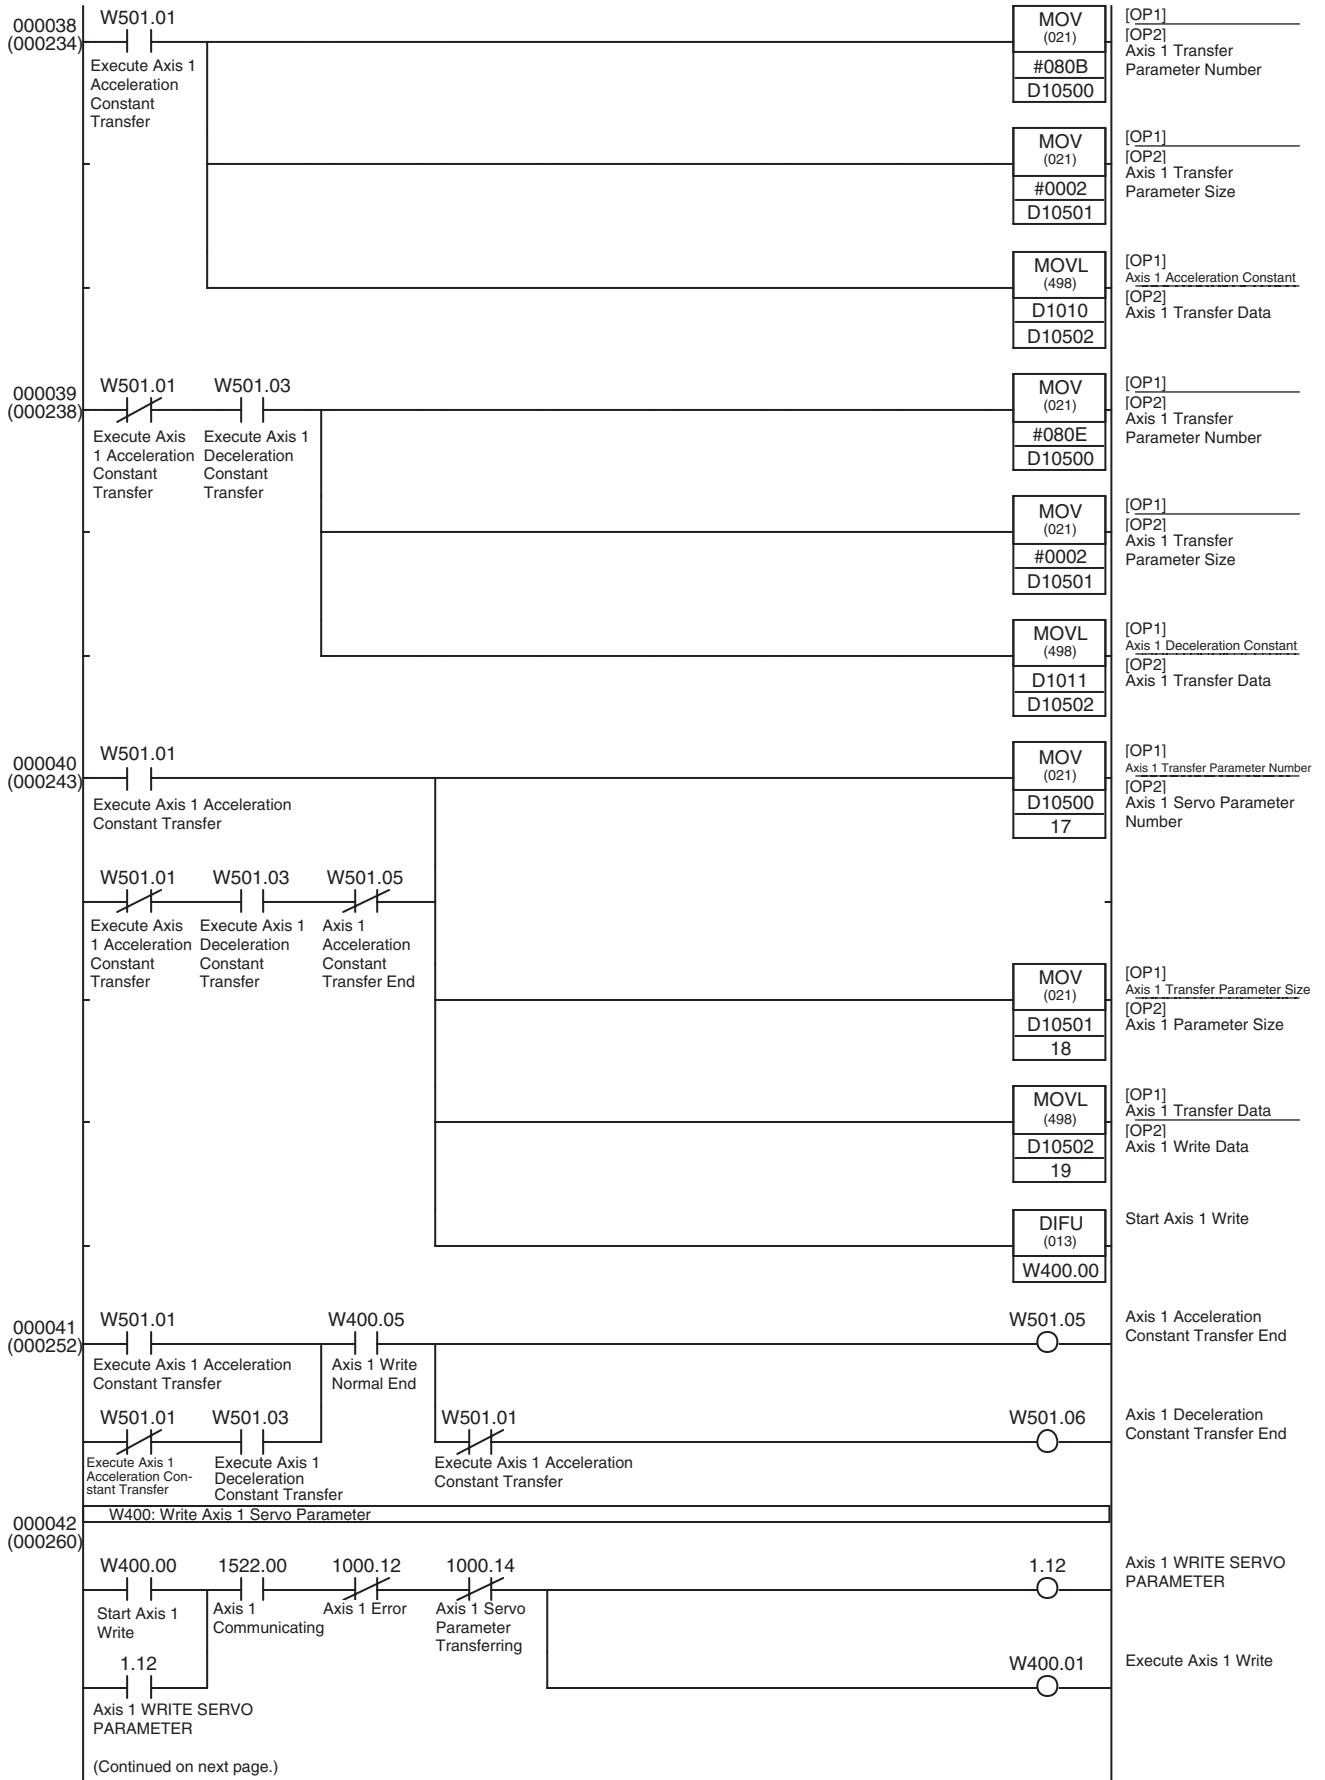 000038
(000234)
W501.01
Execute Axis 1
Acceleration
Constant
Transfer
MOV
(021)
#080B
D10500
[OP1]
[OP2]
Axis 1 Transfer
Parameter Number
MOV
(021)
#0002
D10501
[OP1]
[OP2]
Axis 1 Transfer
Parameter Size
MOVL
(498)
D1010
D10502
[OP1]
Axis 1 Acceleration Constant
[OP2]
Axis 1 Transfer Data
000039
(000238)
W501.01
W501.03
Execute Axis
1 Acceleration
Constant
Transfer
Execute Axis 1
Deceleration
Constant
Transfer
MOV
(021)
#080E
D10500
[OP1]
[OP2]
Axis 1 Transfer
Parameter Number
MOV
(021)
#0002
D10501
[OP1]
[OP2]
Axis 1 Transfer
Parameter Size
MOVL
(498)
D1011
D10502
[OP1]
Axis 1 Deceleration Constant
[OP2]
Axis 1 Transfer Data
000040
(000243)
W501.01
Execute Axis 1 Acceleration
Constant Transfer
MOV
(021)
D10500
17
[OP1]
Axis 1 Transfer Parameter Number
[OP2]
Axis 1 Servo Parameter
Number
W501.01
W501.03
W501.05
Execute Axis
1 Acceleration
Constant
Transfer
Execute Axis 1
Deceleration
Constant
Transfer
Axis 1
Acceleration
Constant
Transfer End
MOV
(021)
D10501
18
[OP1]
Axis 1 Transfer Parameter Size
[OP2]
Axis 1 Parameter Size
MOVL
(498)
D10502
19
[OP1]
Axis 1 Transfer Data
[OP2]
Axis 1 Write Data
DIFU
(013)
W400.00
Start Axis 1 Write
000041
(000252)
W501.01
W400.05
Execute Axis 1 Acceleration
Constant Transfer
Axis 1 Write
Normal End
W501.05
Axis 1 Acceleration
Constant Transfer End
W501.01
W501.03
W501.01
Execute Axis 1
Acceleration Con-
stant Transfer
Execute Axis 1
Deceleration
Constant Transfer
Execute Axis 1 Acceleration
Constant Transfer
W501.06
Axis 1 Deceleration
Constant Transfer End
000042
(000260)
W400: Write Axis 1 Servo Parameter
W400.00
1522.00
1000.12
1000.14
Start Axis 1
Write
Axis 1
Communicating
Axis 1 Error
Axis 1 Servo
Parameter
Transferring
1.12
Axis 1 WRITE SERVO
PARAMETER
1.12
Axis 1 WRITE SERVO
PARAMETER
W400.01
Execute Axis 1 Write
(Continued on next page.)